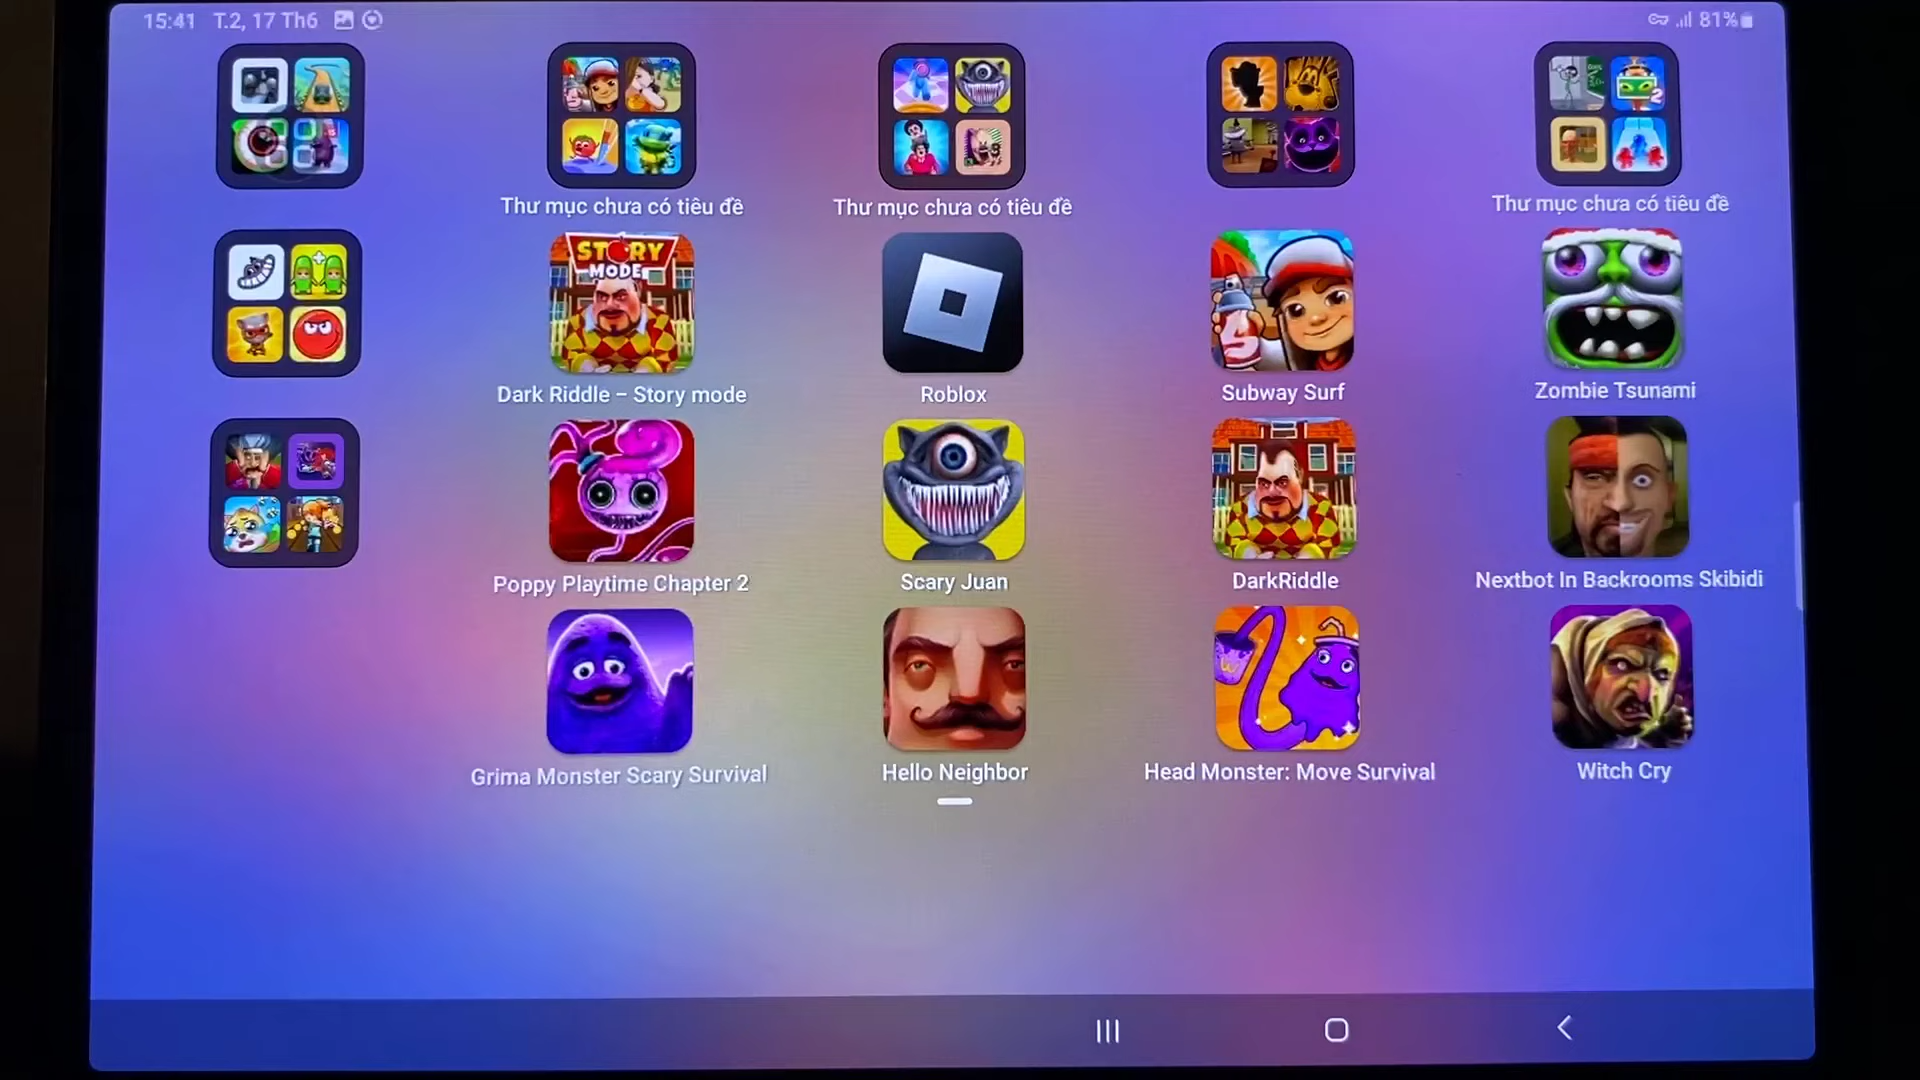 15:41 T.2, 17 Th6
81%
Thư mục chưa có tiêu đề
Thư mục chưa có tiêu đề
Thư mục chưa có tiêu đề
STORY
MODE
Dark Riddle – Story mode
Roblox
Subway Surf
Zombie Tsunami
Poppy Playtime Chapter 2
Scary Juan
DarkRiddle
Nextbot In Backrooms Skibidi
Grima Monster Scary Survival
Hello Neighbor
Head Monster: Move Survival
Witch Cry